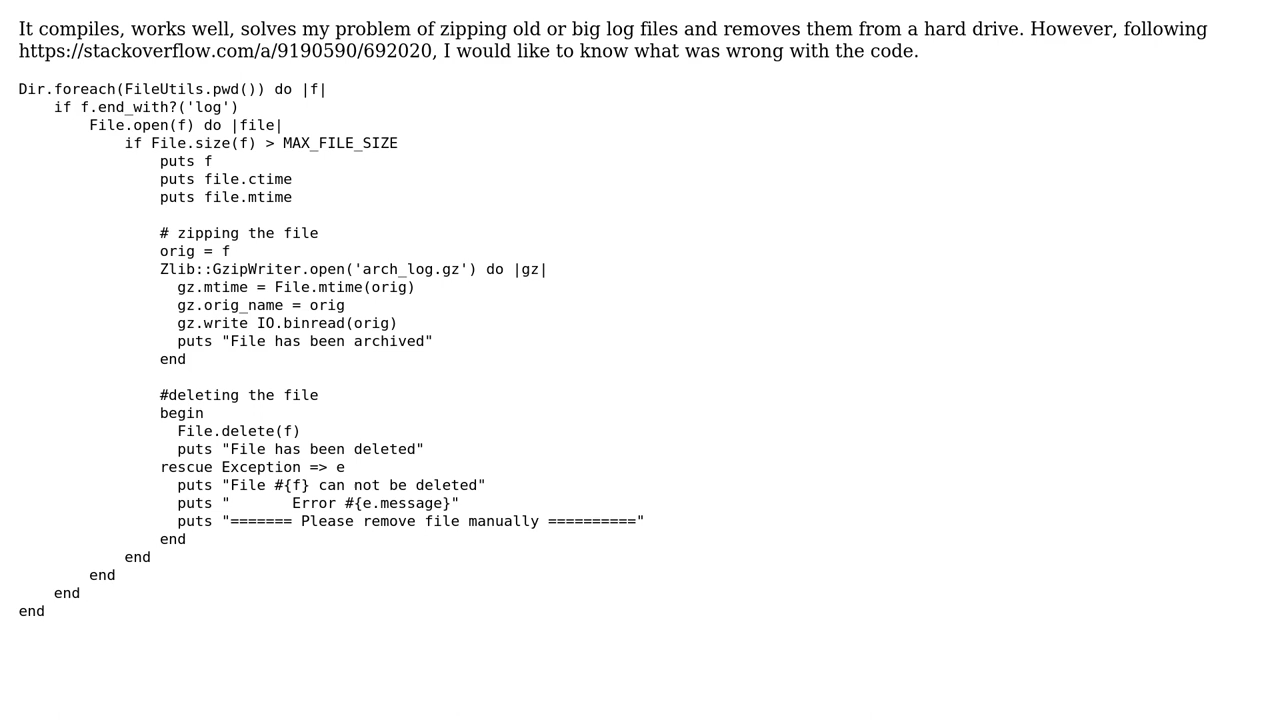 It compiles, works well, solves my problem of zipping old or big log files and removes them from a hard drive. However, following
https://stackoverflow.com/a/9190590/692020, I would like to know what was wrong with the code.
Dir.foreach(FileUtils.pwd()) do |f|
    if f.end_with?('log')
        File.open(f) do |file|
            if File.size(f) > MAX_FILE_SIZE
                puts f
                puts file.ctime
                puts file.mtime

                # zipping the file
                orig = f
                Zlib::GzipWriter.open('arch_log.gz') do |gz|
                  gz.mtime = File.mtime(orig)
                  gz.orig_name = orig
                  gz.write IO.binread(orig)
                  puts "File has been archived"
                end

                #deleting the file
                begin
                  File.delete(f)
                  puts "File has been deleted"
                rescue Exception => e
                  puts "File #{f} can not be deleted"
                  puts "       Error #{e.message}"
                  puts "======= Please remove file manually =========="
                end
            end
        end
    end
end